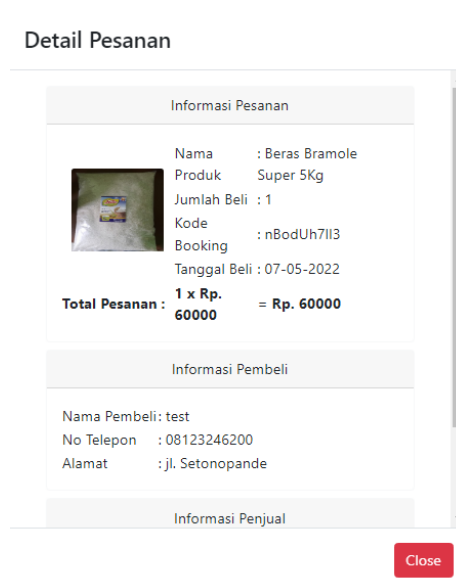 Detail Pesanan
Informasi Pesanan
Nama Produk : Beras Bramole Super 5Kg
Jumlah Beli : 1
Kode Booking : nBodUh7Il3
Tanggal Beli : 07-05-2022
Total Pesanan : 1 x Rp. 60000 = Rp. 60000
Informasi Pembeli
Nama Pembeli : test
No Telepon : 08123246200
Alamat : jl. Setonopande
Informasi Penjual
Close